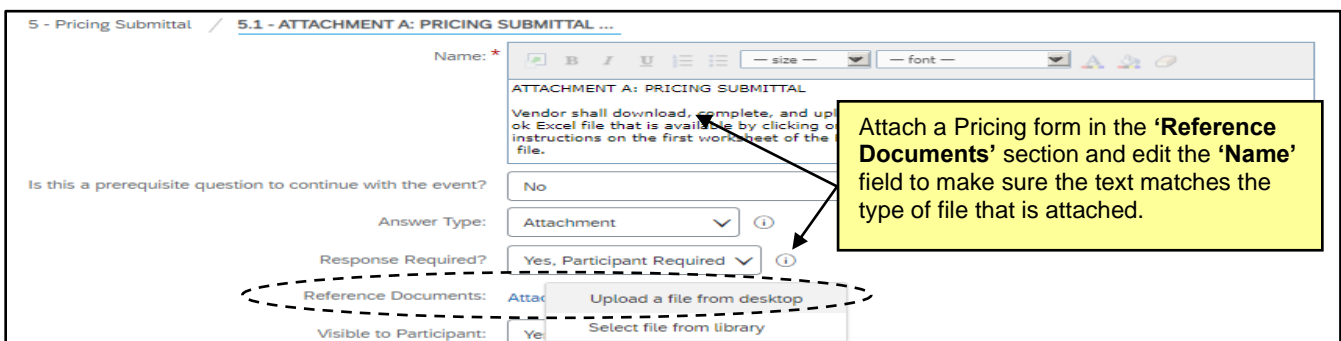 5 - Pricing Submittal / 5.1 - ATTACHMENT A: PRICING SUBMITTAL ...
Name: *
B I U — size — — font — A
ATTACHMENT A: PRICING SUBMITTAL
Vendor shall download, complete, and upl
ok Excel file that is available by clicking o
instructions on the first worksheet of the
file.
Attach a Pricing form in the ‘Reference
Documents’ section and edit the ‘Name’
field to make sure the text matches the
type of file that is attached.
Is this a prerequisite question to continue with the event? No
Answer Type: Attachment
Response Required? Yes, Participant Required
Reference Documents: Attac
Upload a file from desktop
Select file from library
Visible to Participant: Ye